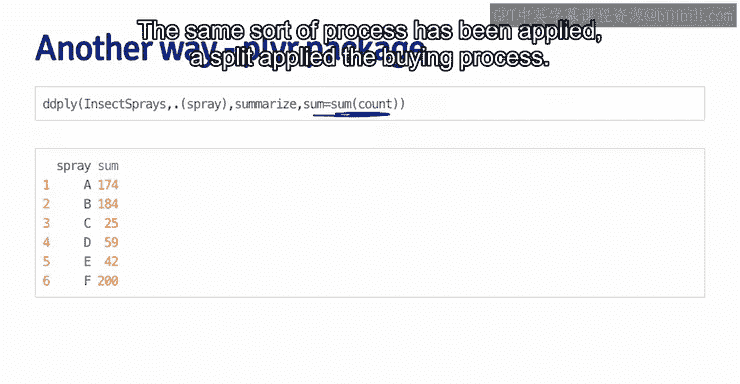 The same sort of process has been applied,
a split applied the buying process.
Another way - plyr package
ddply(InsectSprays,.(spray),summarize,sum=sum(count))
spray sum
1 A 174
2 B 184
3 C 25
4 D 59
5 E 42
6 F 200